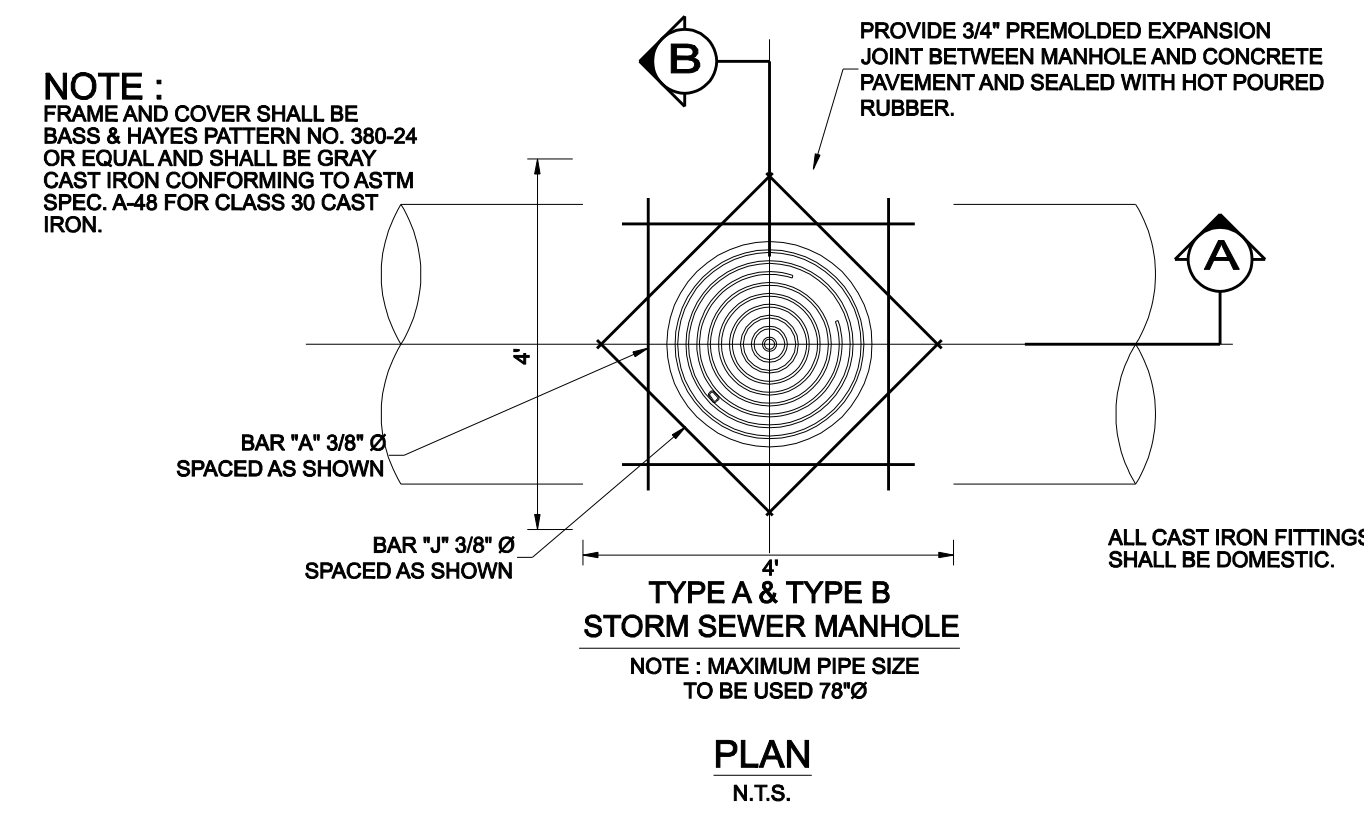 NOTE :
FRAME AND COVER SHALL BE
BASS & HAYES PATTERN NO. 380-24
OR EQUAL AND SHALL BE GRAY
CAST IRON CONFORMING TO ASTM
SPEC. A-48 FOR CLASS 30 CAST
IRON.
B
PROVIDE 3/4" PREMOLDED EXPANSION
JOINT BETWEEN MANHOLE AND CONCRETE
PAVEMENT AND SEALED WITH HOT POURED
RUBBER.
A
4'
BAR "A" 3/8" Ø
SPACED AS SHOWN
BAR "J" 3/8" Ø
SPACED AS SHOWN
ALL CAST IRON FITTINGS
SHALL BE DOMESTIC.
4'
TYPE A & TYPE B
STORM SEWER MANHOLE
NOTE : MAXIMUM PIPE SIZE
TO BE USED 78"Ø
PLAN
N.T.S.